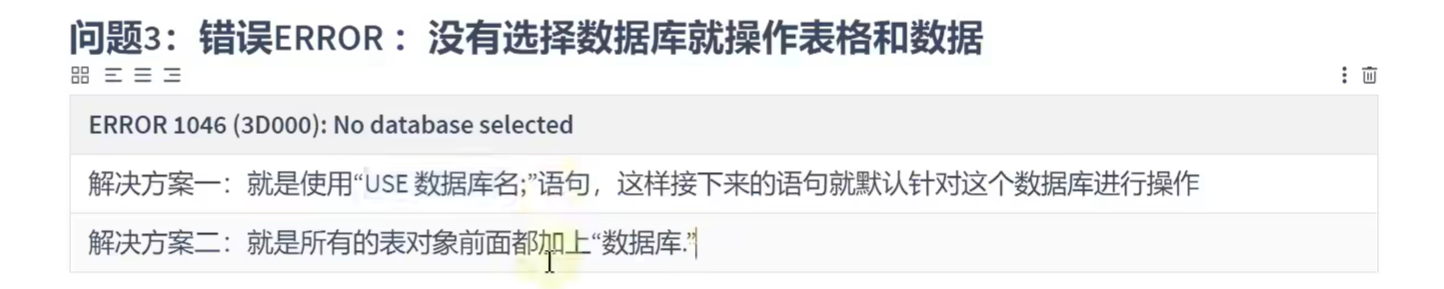 问题3：错误ERROR ：没有选择数据库就操作表格和数据
ERROR 1046 (3D000): No database selected
解决方案一：就是使用“USE 数据库名;”语句，这样接下来的语句就默认针对这个数据库进行操作
解决方案二：就是所有的表对象前面都加上“数据库.”